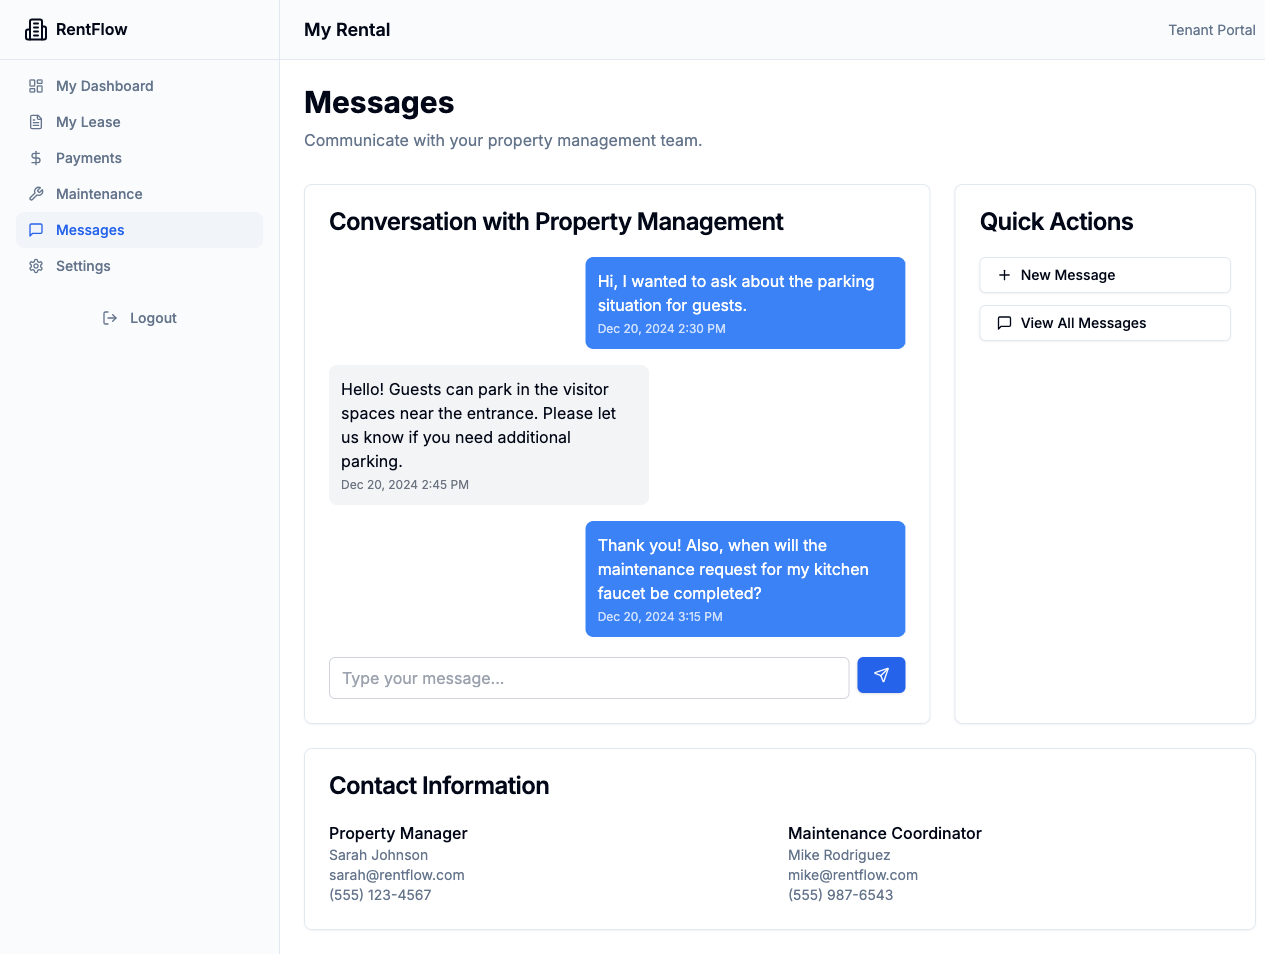 RentFlow
My Rental
Tenant Portal
My Dashboard
My Lease
Payments
Maintenance
Messages
Settings
Logout
Messages
Communicate with your property management team.
Conversation with Property Management
Hi, I wanted to ask about the parking
situation for guests.
Dec 20, 2024 2:30 PM
Hello! Guests can park in the visitor
spaces near the entrance. Please let
us know if you need additional
parking.
Dec 20, 2024 2:45 PM
Thank you! Also, when will the
maintenance request for my kitchen
faucet be completed?
Dec 20, 2024 3:15 PM
Type your message...
Quick Actions
New Message
View All Messages
Contact Information
Property Manager
Sarah Johnson
sarah@rentflow.com
(555) 123-4567
Maintenance Coordinator
Mike Rodriguez
mike@rentflow.com
(555) 987-6543